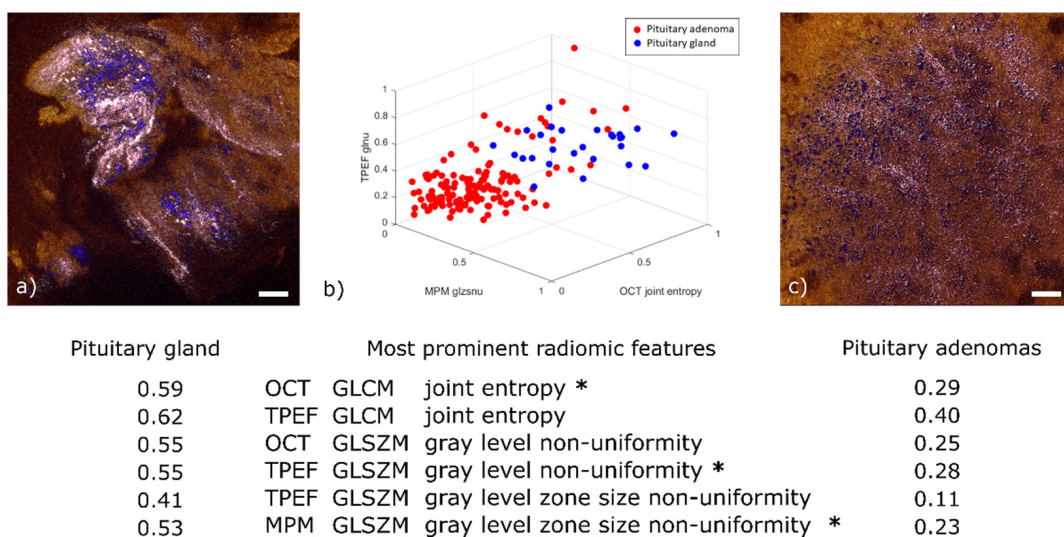 a)
Pituitary adenoma
Pituitary gland
1
0.8
0.6
0.4
0.2
0
TPEF glnu
0
0.5
1
MPM glzsnu
0
0.5
1
OCT joint entropy
b)
c)
Pituitary gland Most prominent radiomic features Pituitary adenomas
0.59 OCT GLCM joint entropy * 0.29
0.62 TPEF GLCM joint entropy 0.40
0.55 OCT GLSZM gray level non-uniformity 0.25
0.55 TPEF GLSZM gray level non-uniformity * 0.28
0.41 TPEF GLSZM gray level zone size non-uniformity 0.11
0.53 MPM GLSZM gray level zone size non-uniformity * 0.23